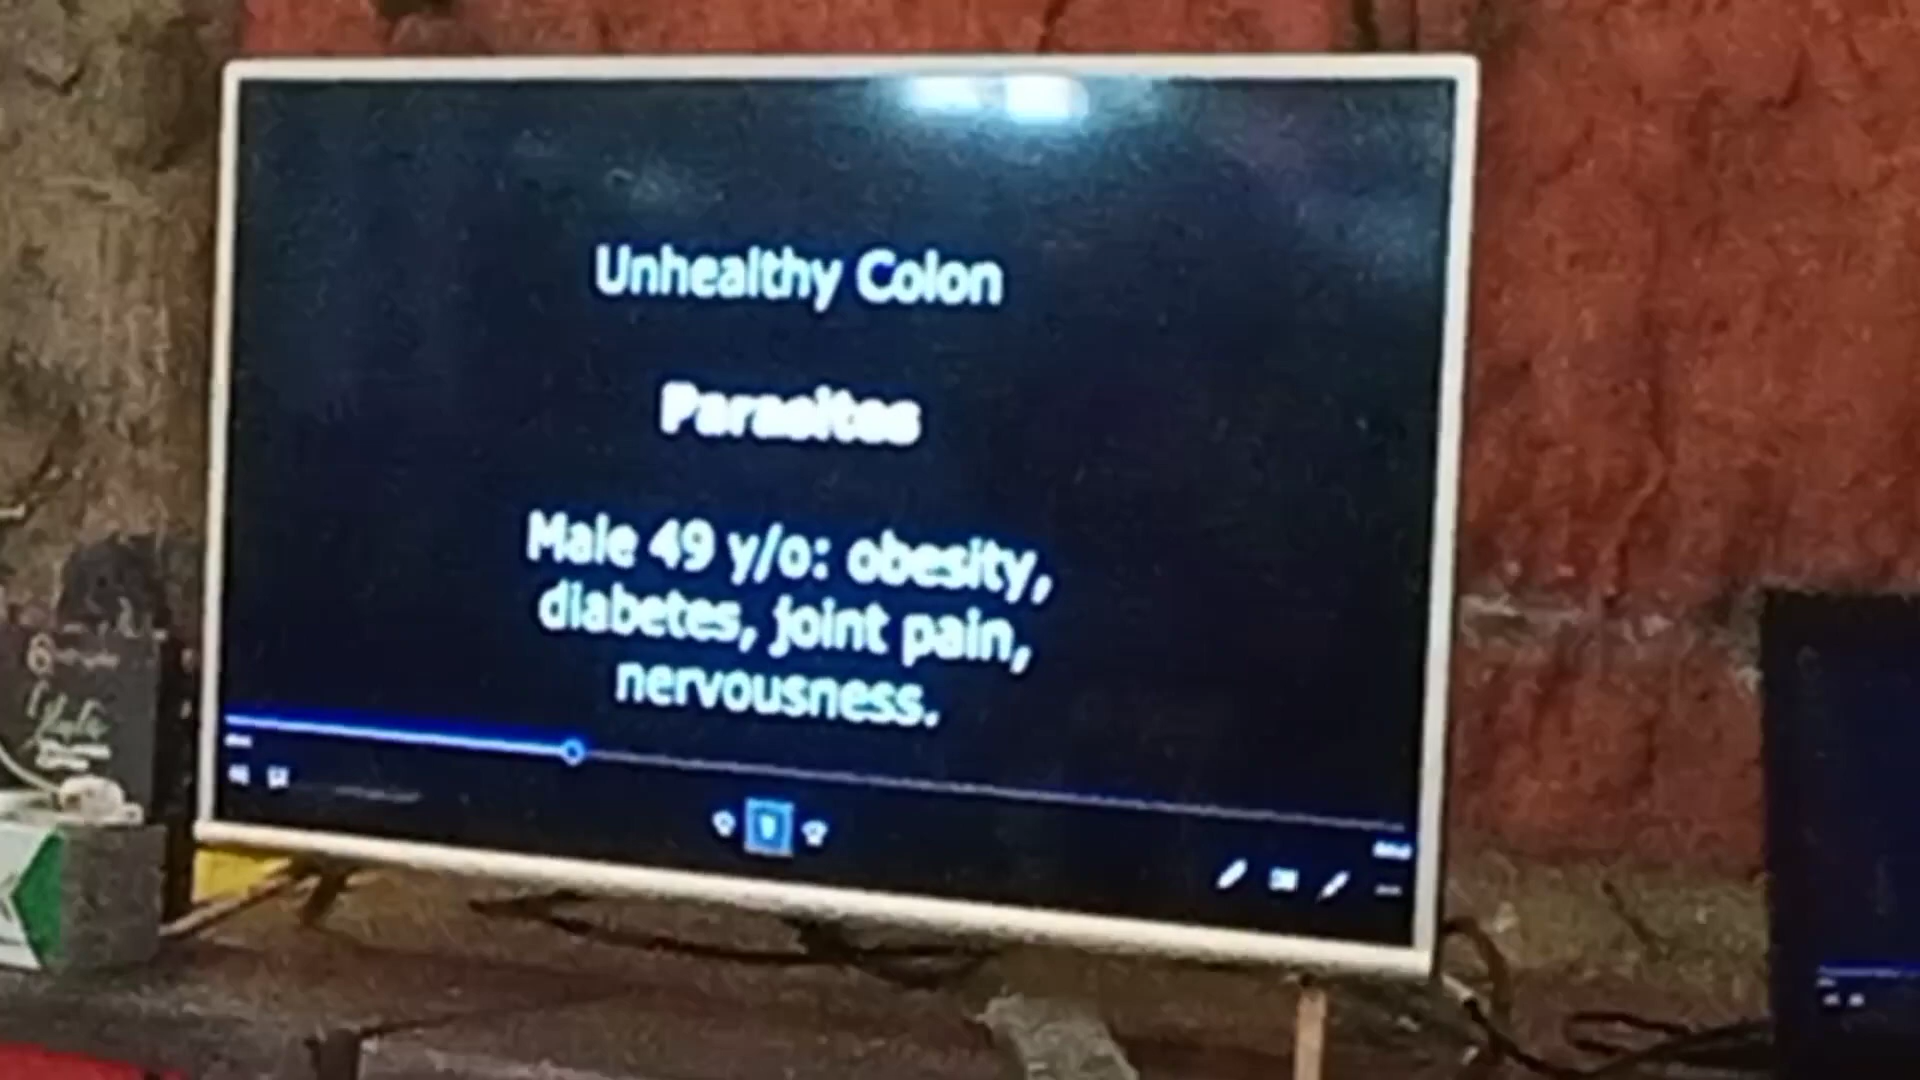 Unhealthy Colon
Parasites
Male 49 y/o: obesity,
diabetes, joint pain,
nervousness.